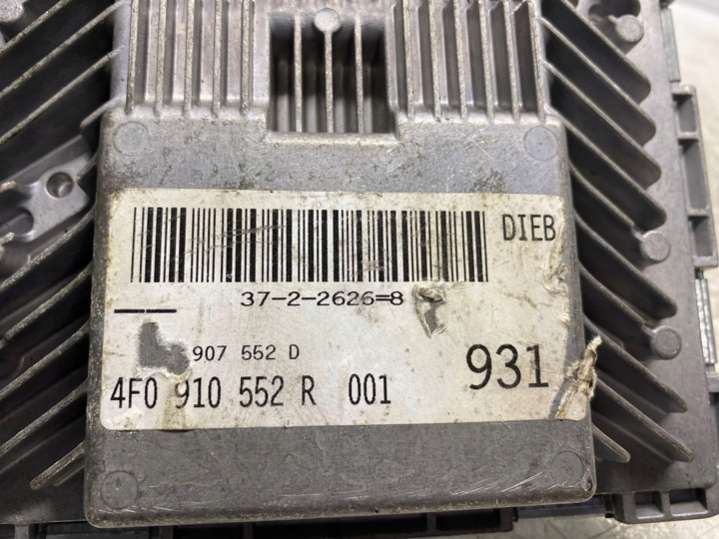 DIEB
37-2-2626=8
907 552 D
931
4F0 910 552 R 001